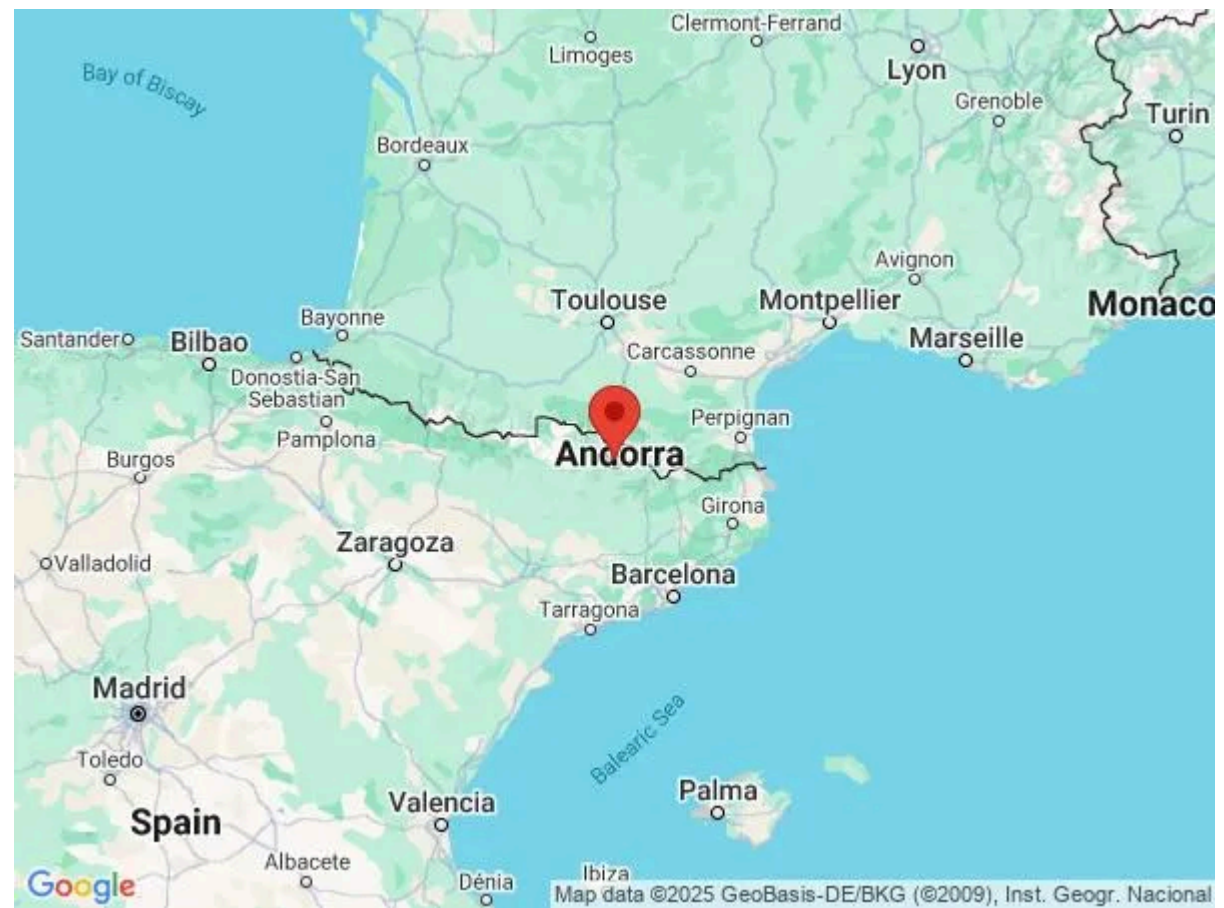 Clermont-Ferrand
Limoges
Lyon
Bay of Biscay
Grenoble
Turin
Bordeaux
Avignon
Toulouse
Montpellier
Monaco
Bayonne
Santander
Bilbao
Marseille
Carcassonne
Donostia-San
Sebastian
Perpignan
Pamplona
Andorra
Burgos
Girona
Zaragoza
Valladolid
Barcelona
Tarragona
Madrid
Balearic Sea
Toledo
Palma
Valencia
Spain
Albacete
Ibiza
Dénia
Google
Map data ©2025 GeoBasis-DE/BKG (©2009), Inst. Geogr. Nacional